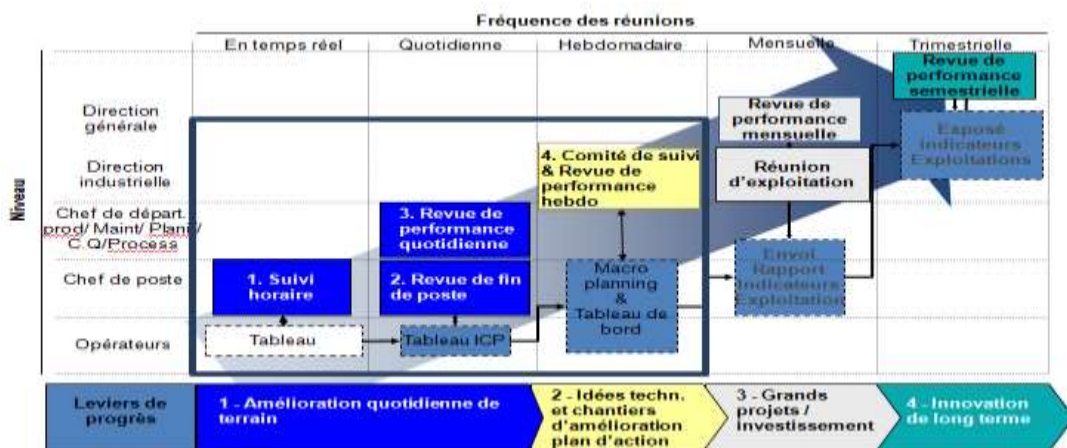 Fréquence des réunions
En temps réel
Quotidienne
Hebdomadaire
Mensuelle
Trimestrielle
Niveau
Direction
générale
Direction
industrielle
Chef de départ.
prod/ Maint/ Plani /
C.Q/Process
Chef de poste
Opérateurs
1. Suivi
horaire
Tableau
3. Revue de
performance
quotidienne
2. Revue de fin
de poste
Tableau ICP
4. Comité de suivi
& Revue de
performance
hebdo
Macro
planning
&
Tableau de
bord
Revue de
performance
mensuelle
Réunion
d'exploitation
Envoi
Rapport
Indicateurs
Exploitation
Revue de
performance
semestrielle
Exposé
indicateurs
Exploitations
Leviers de
progrès
1 - Amélioration quotidienne de
terrain
2 - Idées techn.
et chantiers
d'amélioration
plan d'action
3 - Grands
projets /
investissement
4 - Innovation
de long terme